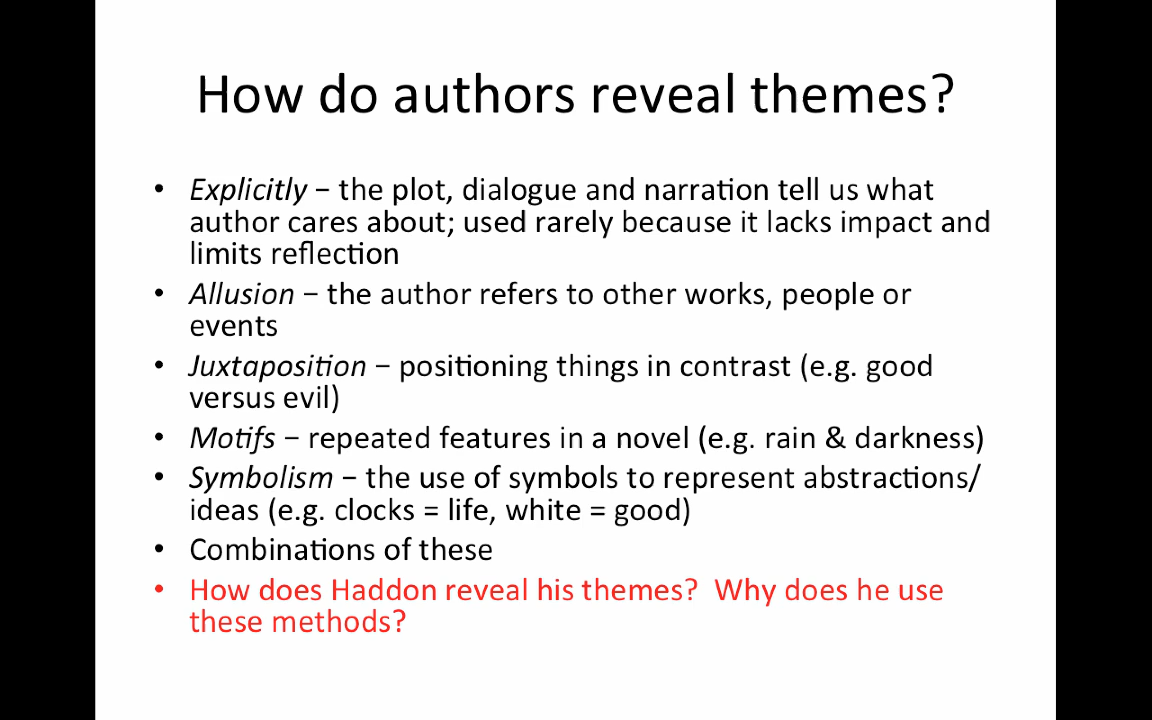 How do authors reveal themes?
• Explicitly − the plot, dialogue and narration tell us what
author cares about; used rarely because it lacks impact and
limits reflection
• Allusion − the author refers to other works, people or
events
• Juxtaposition − positioning things in contrast (e.g. good
versus evil)
• Motifs − repeated features in a novel (e.g. rain & darkness)
• Symbolism − the use of symbols to represent abstractions/
ideas (e.g. clocks = life, white = good)
• Combinations of these
• How does Haddon reveal his themes?  Why does he use
these methods?